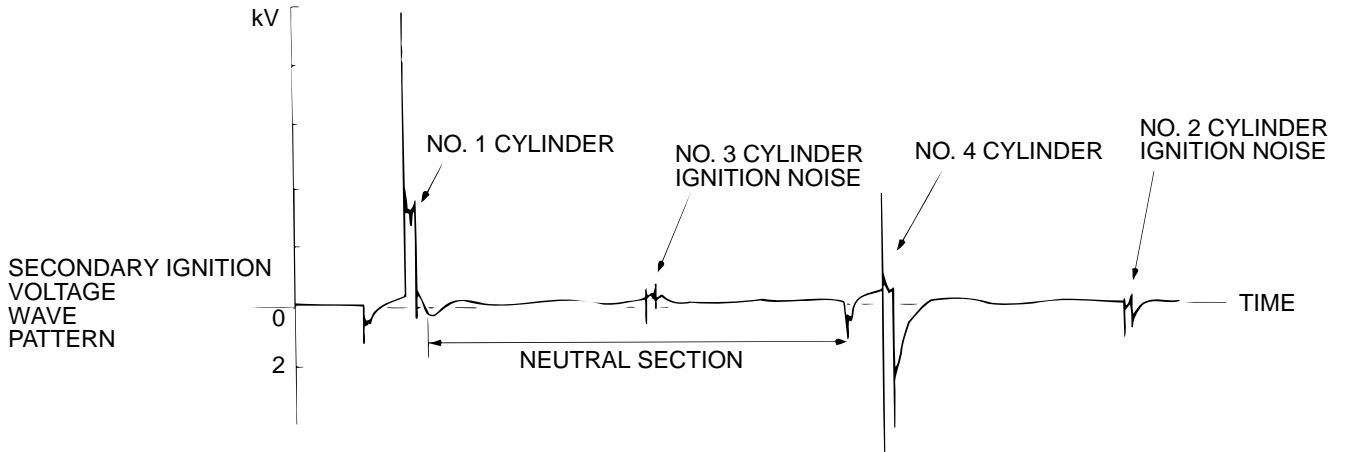 kV
NO. 1 CYLINDER
NO. 3 CYLINDER
IGNITION NOISE
NO. 4 CYLINDER
NO. 2 CYLINDER
IGNITION NOISE
SECONDARY IGNITION
VOLTAGE
WAVE
PATTERN
0
2
NEUTRAL SECTION
TIME